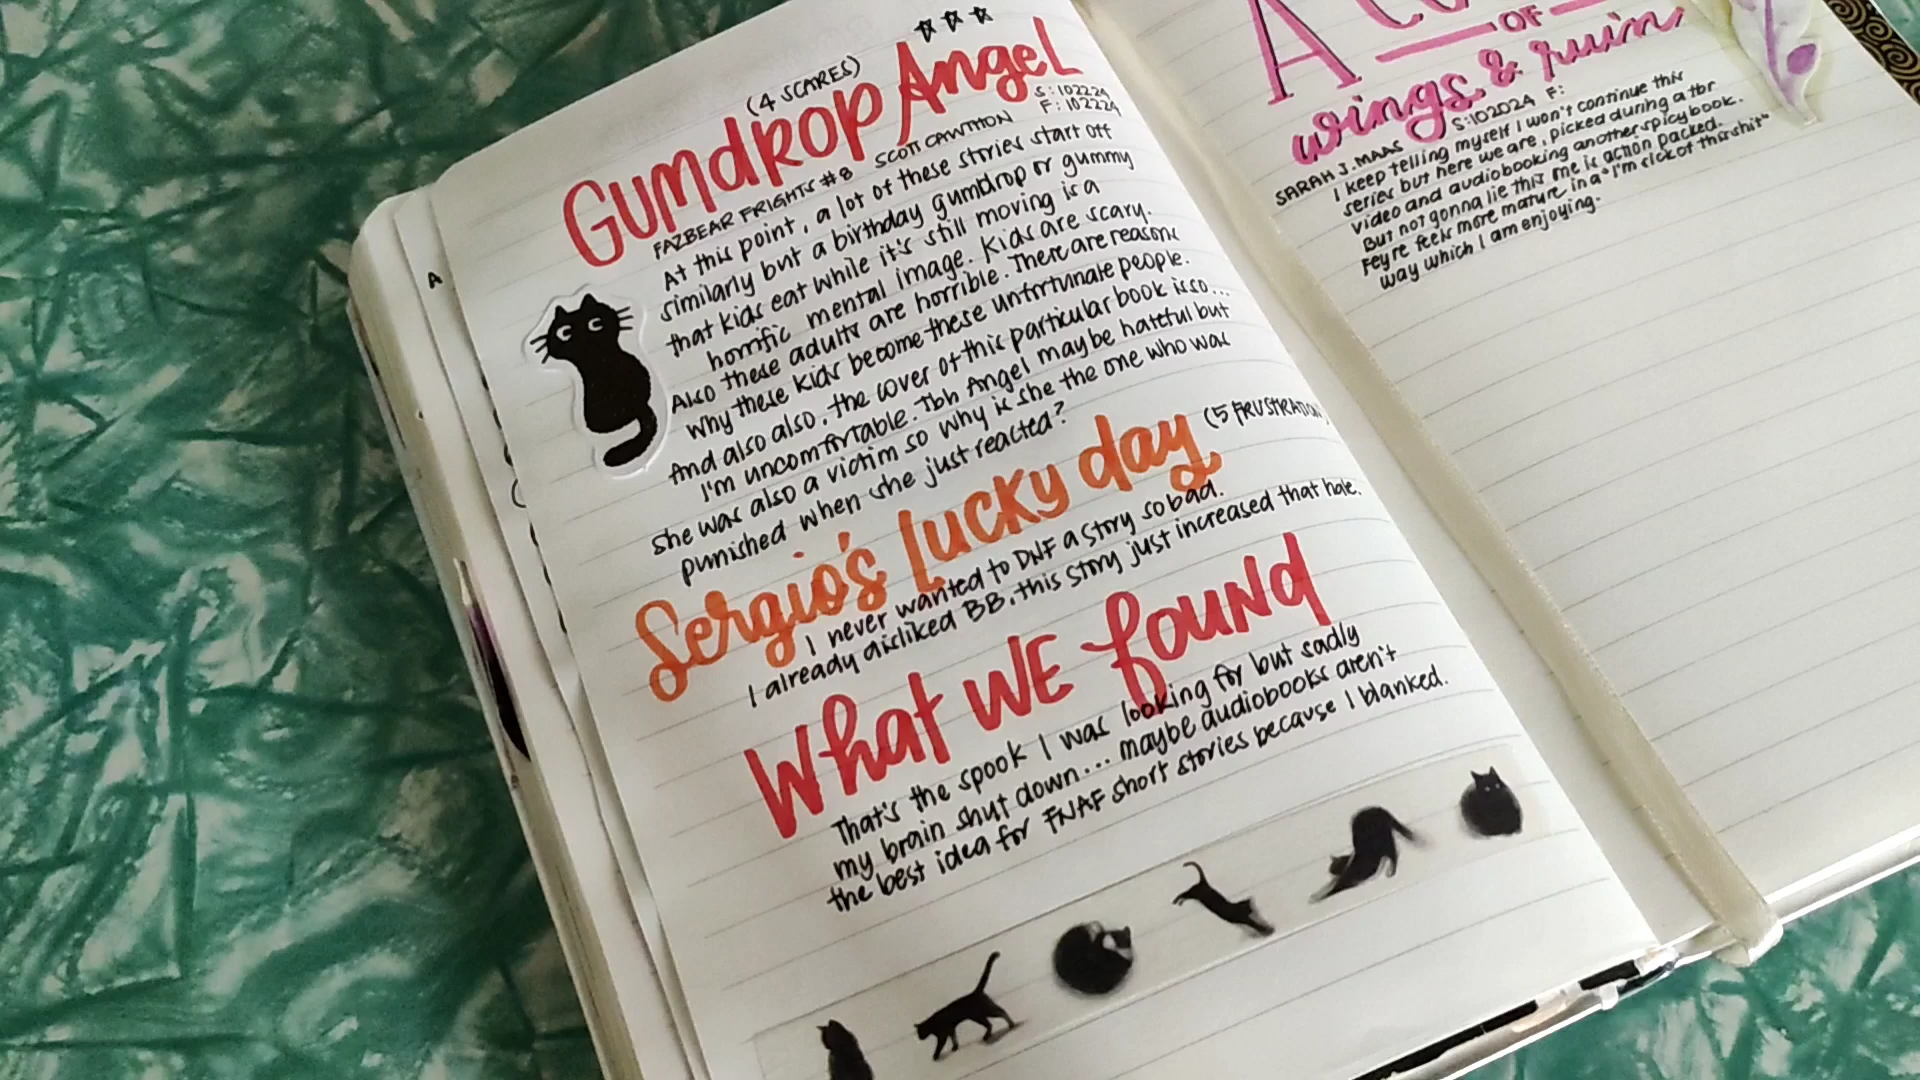 (4 SCARES)
GUMDROP ANGEL
FAZBEAR FRIGHTS #8 SCOTT CAWTHON
S: 102224
F: 102224
At this point, a lot of these stories start off
similarly but a birthday gumdrop or gummy
that kids eat while it's still moving is a
horrific mental image. Kids are scary.
Also these adults are horrible. There are reasons
why these kids become these unfortunate people.
And also also, the cover of this particular book is so...
I'm uncomfortable. Tbh Angel may be hateful but
she was also a victim so why is she the one who was
punished when she just reacted?
Sergio's Lucky day
(5 FRUSTRATION
I never wanted to DNF a story so bad.
I already disliked BB, this story just increased that hate.
What WE found
That's the spook I was looking for but sadly
my brain shut down... maybe audiobooks aren't
the best idea for FNAF short stories because I blanked.
A
A
OF
wings & ruin
SARAH J. MAAS S: 102024 F:
I keep telling myself I won't continue this
series but here we are, picked during a tbr
video and audiobooking another spicy book.
But not gonna lie this one is action packed.
Feyre feels more mature in a "I'm sick of this shit"
way which I am enjoying.